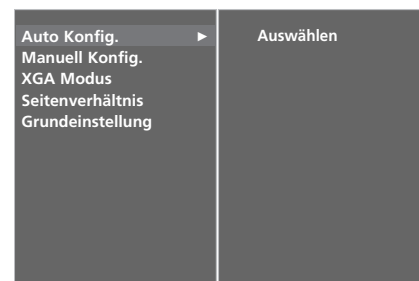 Auto Konfig. ►
Manuell Konfig.
XGA Modus
Seitenverhältnis
Grundeinstellung
Auswählen